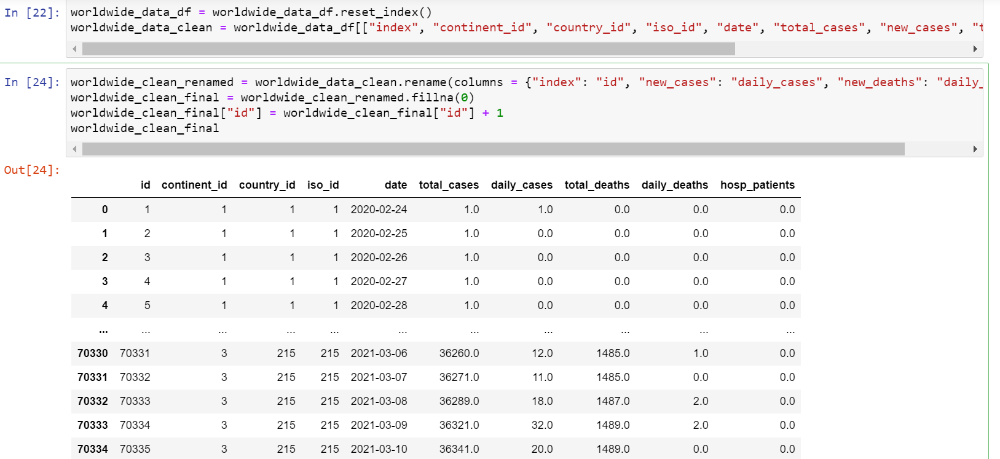 In [22]:
worldwide_data_df = worldwide_data_df.reset_index()
worldwide_data_clean = worldwide_data_df[["index", "continent_id", "country_id", "iso_id", "date", "total_cases", "new_cases", "t
In [24]:
worldwide_clean_renamed = worldwide_data_clean.rename(columns = {"index": "id", "new_cases": "daily_cases", "new_deaths": "daily_
worldwide_clean_final = worldwide_clean_renamed.fillna(0)
worldwide_clean_final["id"] = worldwide_clean_final["id"] + 1
worldwide_clean_final
Out[24]:
id continent_id country_id iso_id date total_cases daily_cases total_deaths daily_deaths hosp_patients
0 1 1 1 1 2020-02-24 1.0 1.0 0.0 0.0 0.0
1 2 1 1 1 2020-02-25 1.0 0.0 0.0 0.0 0.0
2 3 1 1 1 2020-02-26 1.0 0.0 0.0 0.0 0.0
3 4 1 1 1 2020-02-27 1.0 0.0 0.0 0.0 0.0
4 5 1 1 1 2020-02-28 1.0 0.0 0.0 0.0 0.0
... ... ... ... ... ... ... ... ... ... ...
70330 70331 3 215 215 2021-03-06 36260.0 12.0 1485.0 1.0 0.0
70331 70332 3 215 215 2021-03-07 36271.0 11.0 1485.0 0.0 0.0
70332 70333 3 215 215 2021-03-08 36289.0 18.0 1487.0 2.0 0.0
70333 70334 3 215 215 2021-03-09 36321.0 32.0 1489.0 2.0 0.0
70334 70335 3 215 215 2021-03-10 36341.0 20.0 1489.0 0.0 0.0